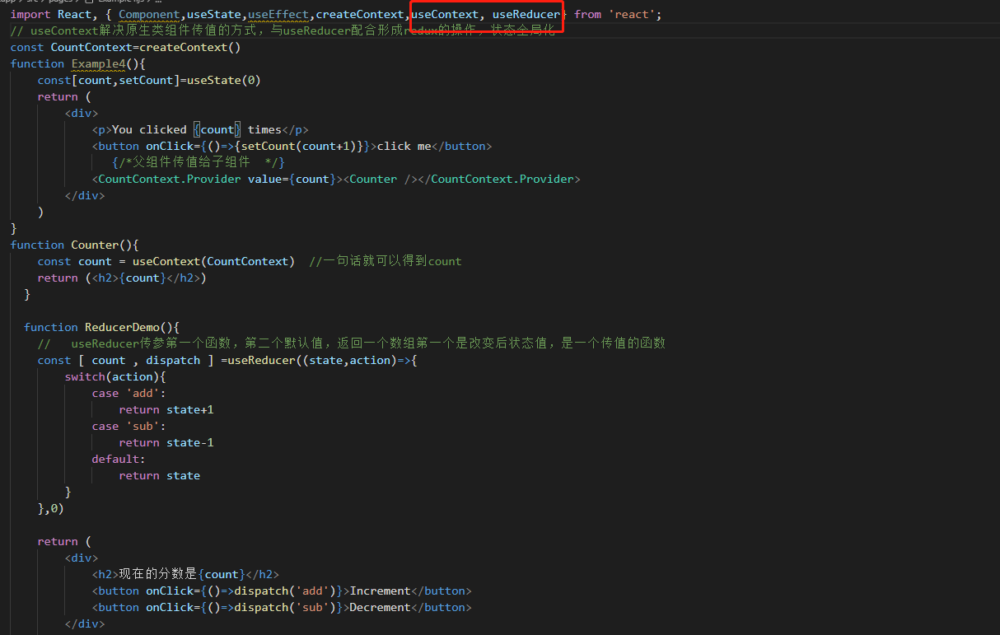 import React, { Component,useState,useEffect,createContext,useContext, useReducer} from 'react';
// useContext解决原生类组件传值的方式，与useReducer配合形成redux的操作，状态全局化
const CountContext=createContext()
function Example4(){
const[count,setCount]=useState(0)
return (
<div>
<p>You clicked {count} times</p>
<button onClick={()=>{setCount(count+1)}}>click me</button>
{/*父组件传值给子组件  */}
<CountContext.Provider value={count}><Counter /></CountContext.Provider>
</div>
)
}
function Counter(){
const count = useContext(CountContext)  //一句话就可以得到count
return (<h2>{count}</h2>)
}
function ReducerDemo(){
//   useReducer传参第一个函数，第二个默认值，返回一个数组第一个是改变后状态值，是一个传值的函数
const [ count , dispatch ] =useReducer((state,action)=>{
switch(action){
case 'add':
return state+1
case 'sub':
return state-1
default:
return state
}
},0)
return (
<div>
<h2>现在的分数是{count}</h2>
<button onClick={()=>dispatch('add')}>Increment</button>
<button onClick={()=>dispatch('sub')}>Decrement</button>
</div>